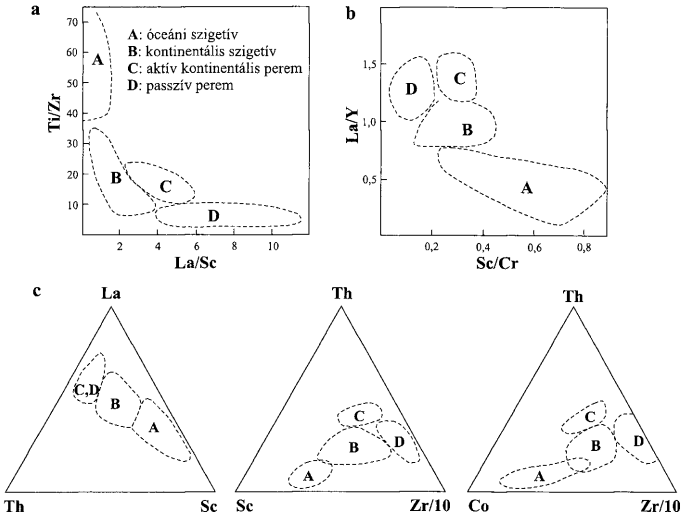 a
70
60
50
40
30
20
10
Ti/Zr
2
4
6
8
10
La/Sc
A
B
C
D
A: óceáni szigetív
B: kontinentális szigetív
C: aktív kontinentális perem
D: passzív perem
b
1,5
1,0
0,5
La/Y
0,2
0,4
0,6
0,8
Sc/Cr
D
C
B
A
c
La
C,D
B
A
Th
Sc
Th
C
B
D
A
Sc
Zr/10
Th
C
B
D
A
Co
Zr/10